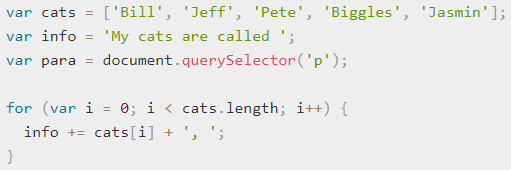 var cats = ['Bill', 'Jeff', 'Pete', 'Biggles', 'Jasmin'];
var info = 'My cats are called ';
var para = document.querySelector('p');

for (var i = 0; i < cats.length; i++) {
  info += cats[i] + ', ';
}